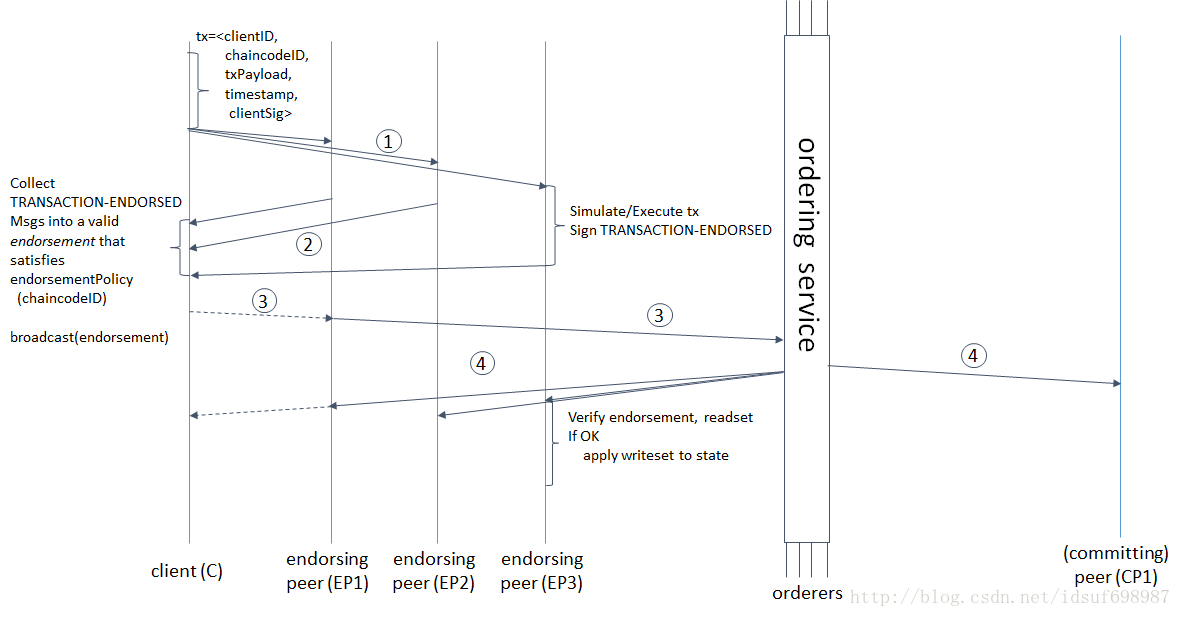 tx=<clientID,
chaincodeID,
txPayload,
timestamp,
clientSig>
1
Collect
TRANSACTION-ENDORSED
Msgs into a valid
endorsement that
satisfies
endorsementPolicy
(chaincodeID)
broadcast(endorsement)
2
Simulate/Execute tx
Sign TRANSACTION-ENDORSED
3
3
4
4
Verify endorsement, readset
If OK
apply writeset to state
ordering service
client (C)
endorsing
peer (EP1)
endorsing
peer (EP2)
endorsing
peer (EP3)
orderers
(committing)
peer (CP1)
http://blog.csdn.net/idsuf698987